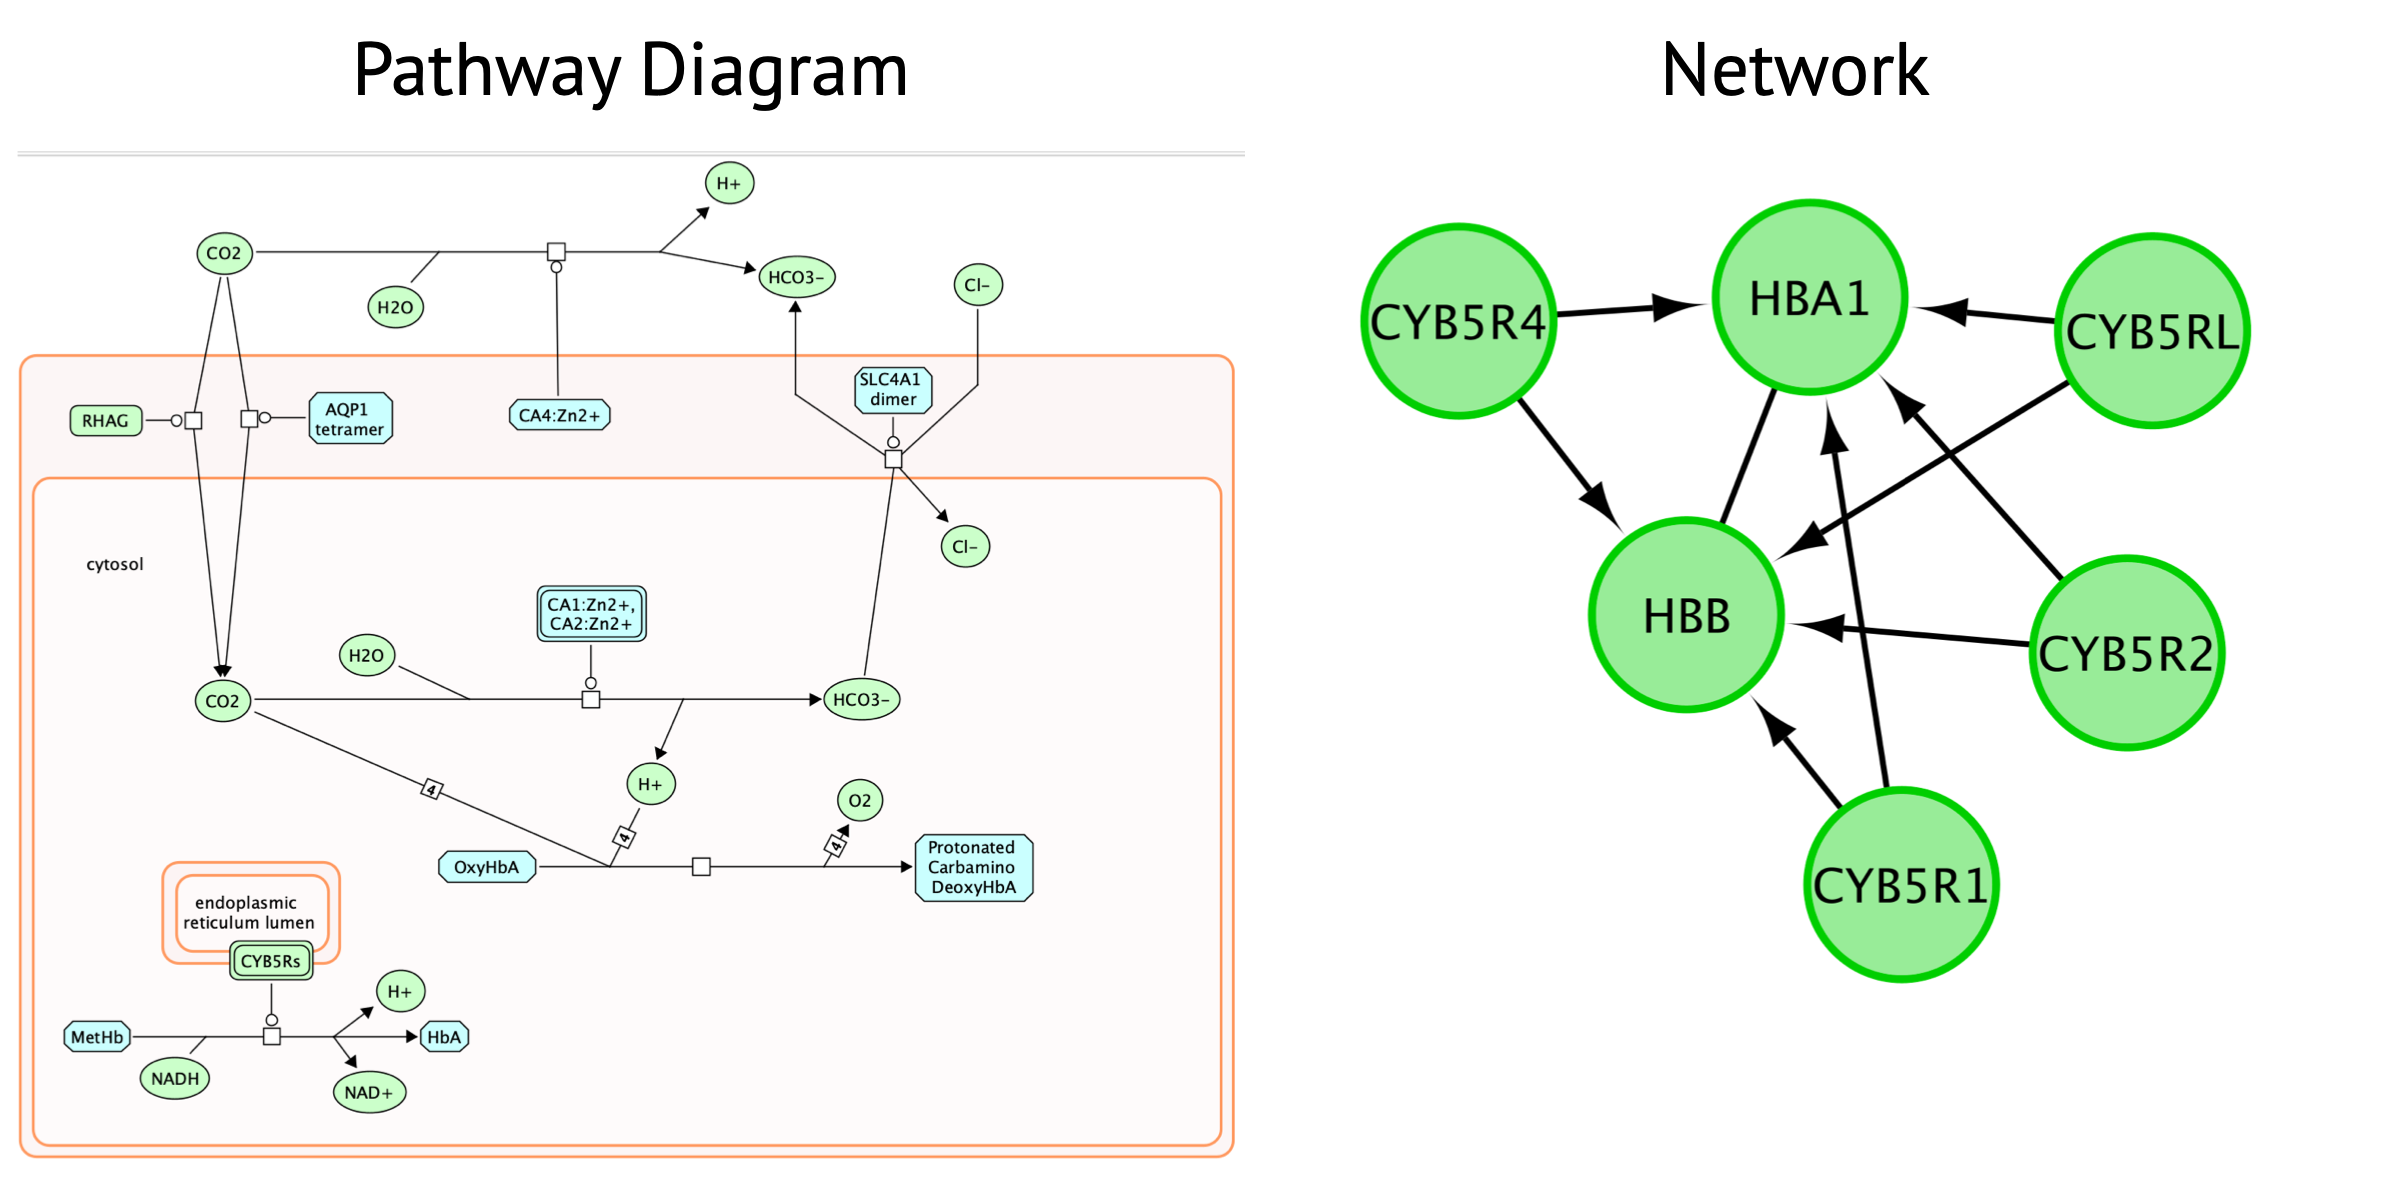 Pathway Diagram
H+
CO2
HCO3-
Cl-
H2O
SLC4A1
dimer
RHAG
AQP1
tetramer
CA4:Zn2+
Cl-
cytosol
CA1:Zn2+,
CA2:Zn2+
H2O
CO2
HCO3-
4
H+
O2
4
4
OxyHbA
Protonated
Carbamino
DeoxyHbA
endoplasmic
reticulum lumen
CYB5Rs
H+
MetHb
HbA
NADH
NAD+
Network
CYB5R4
HBA1
CYB5RL
HBB
CYB5R2
CYB5R1